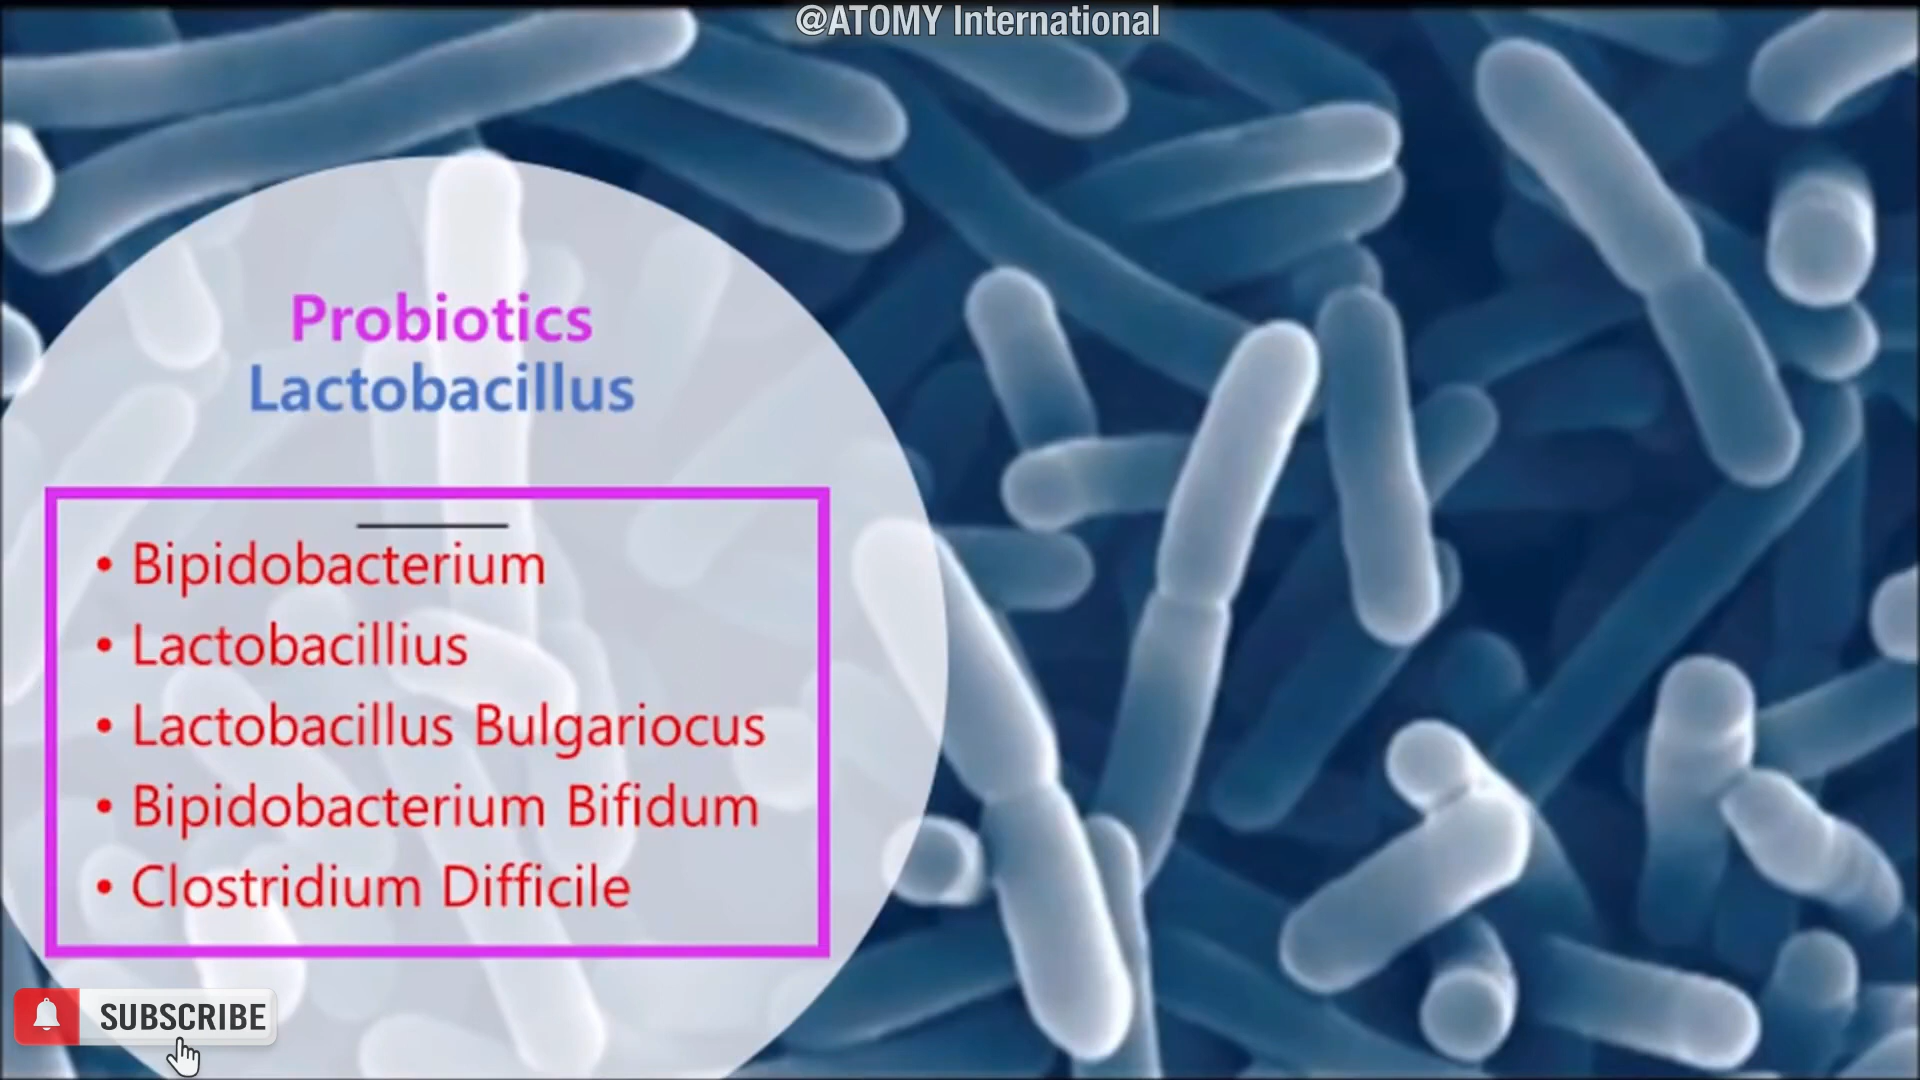 @ATOMY International
Probiotics
Lactobacillus
• Bipidobacterium
• Lactobacillius
• Lactobacillus Bulgariocus
• Bipidobacterium Bifidum
• Clostridium Difficile
SUBSCRIBE